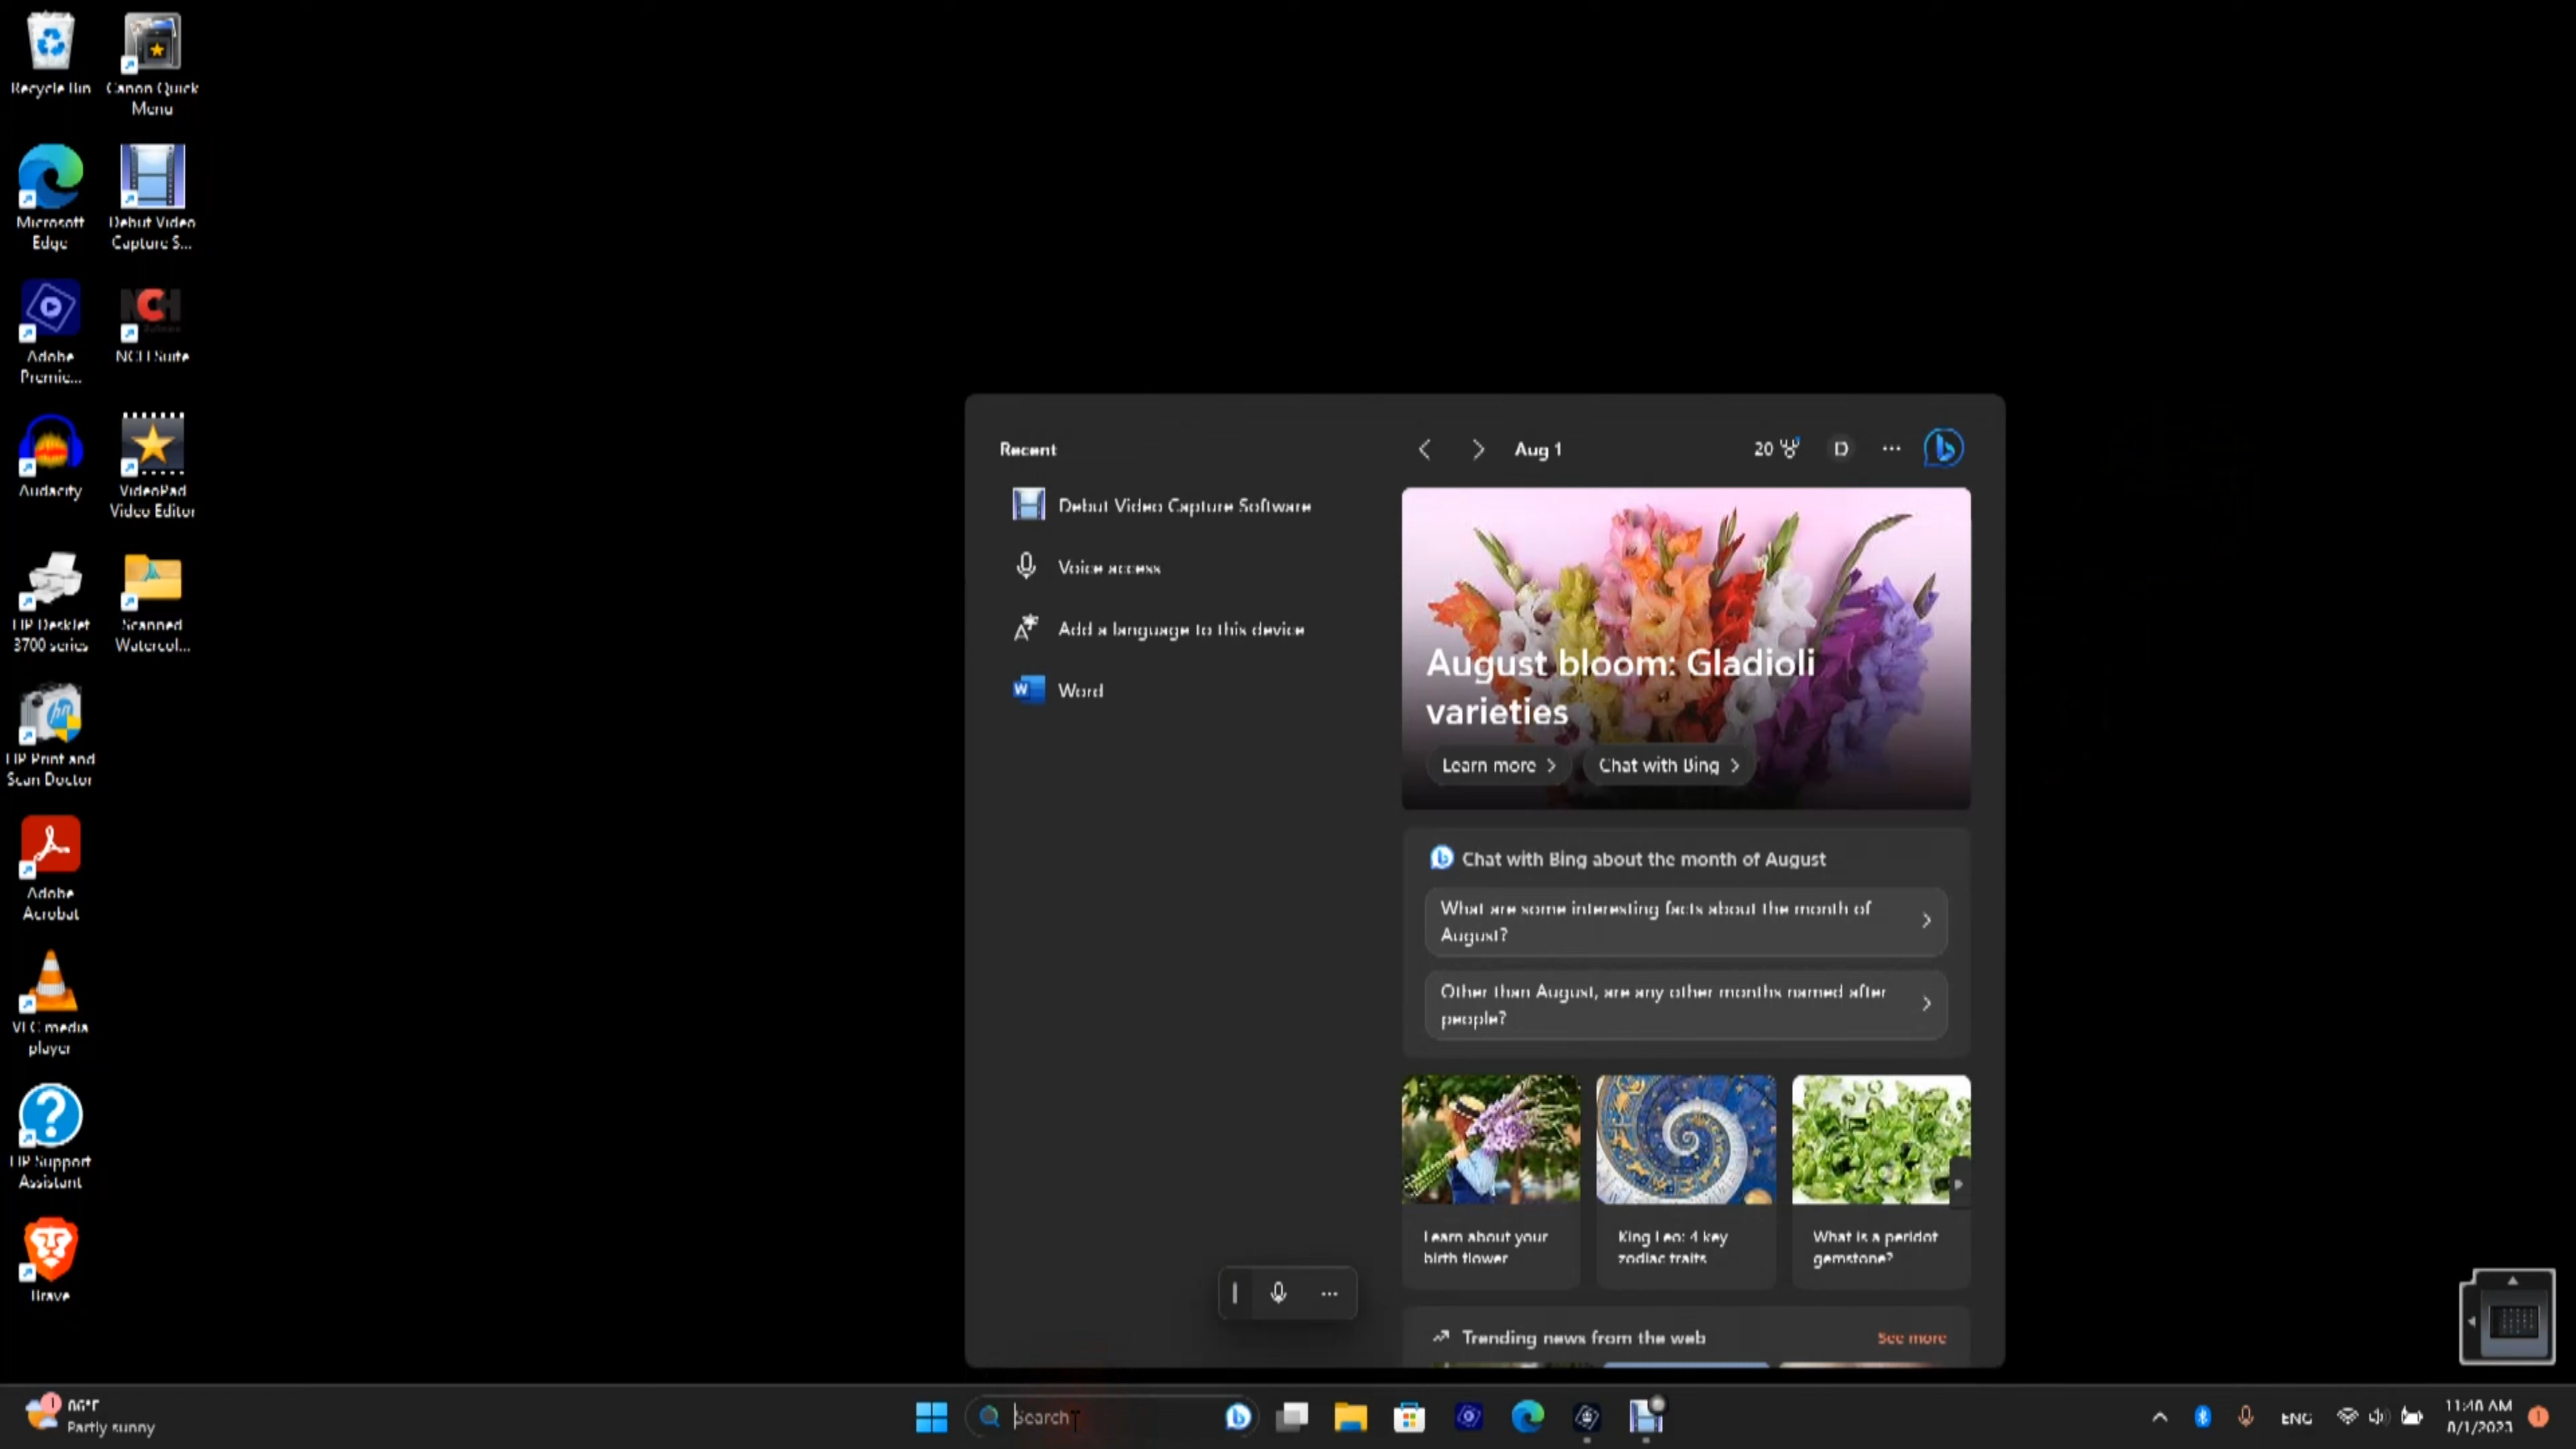 Recycle Bin
Canon Quick
Menu
Microsoft
Edge
Debut Video
Capture S...
Adobe
Premie...
NCH Suite
Audacity
VideoPad
Video Editor
HP DeskJet
3700 series
Scanned
Watercol...
HP Print and
Scan Doctor
Adobe
Acrobat
VLC media
player
HP Support
Assistant
Brave
Recent
Debut Video Capture Software
Voice access
Add a language to this device
Word
Aug 1
20
D
August bloom: Gladioli
varieties
Learn more
Chat with Bing
Chat with Bing about the month of August
What are some interesting facts about the month of
August?
Other than August, are any other months named after
people?
Learn about your
birth flower
King Leo: 4 key
zodiac traits
What is a peridot
gemstone?
Trending news from the web
See more
Partly sunny
Search
ENG
8/1/2023